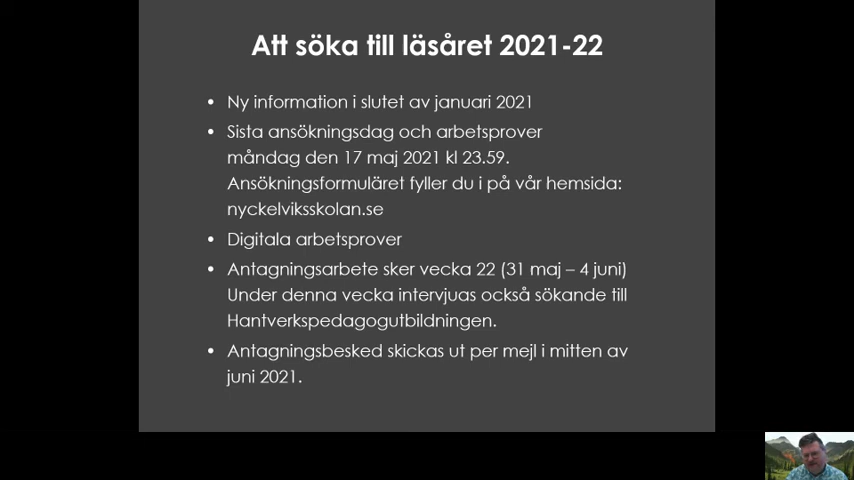 Att söka till läsåret 2021-22
• Ny information i slutet av januari 2021
• Sista ansökningsdag och arbetsprover
måndag den 17 maj 2021 kl 23.59.
Ansökningsformuläret fyller du i på vår hemsida:
nyckelviksskolan.se
• Digitala arbetsprover
• Antagningsarbete sker vecka 22 (31 maj – 4 juni)
Under denna vecka intervjuas också sökande till
Hantverkspedagogutbildningen.
• Antagningsbesked skickas ut per mejl i mitten av
juni 2021.